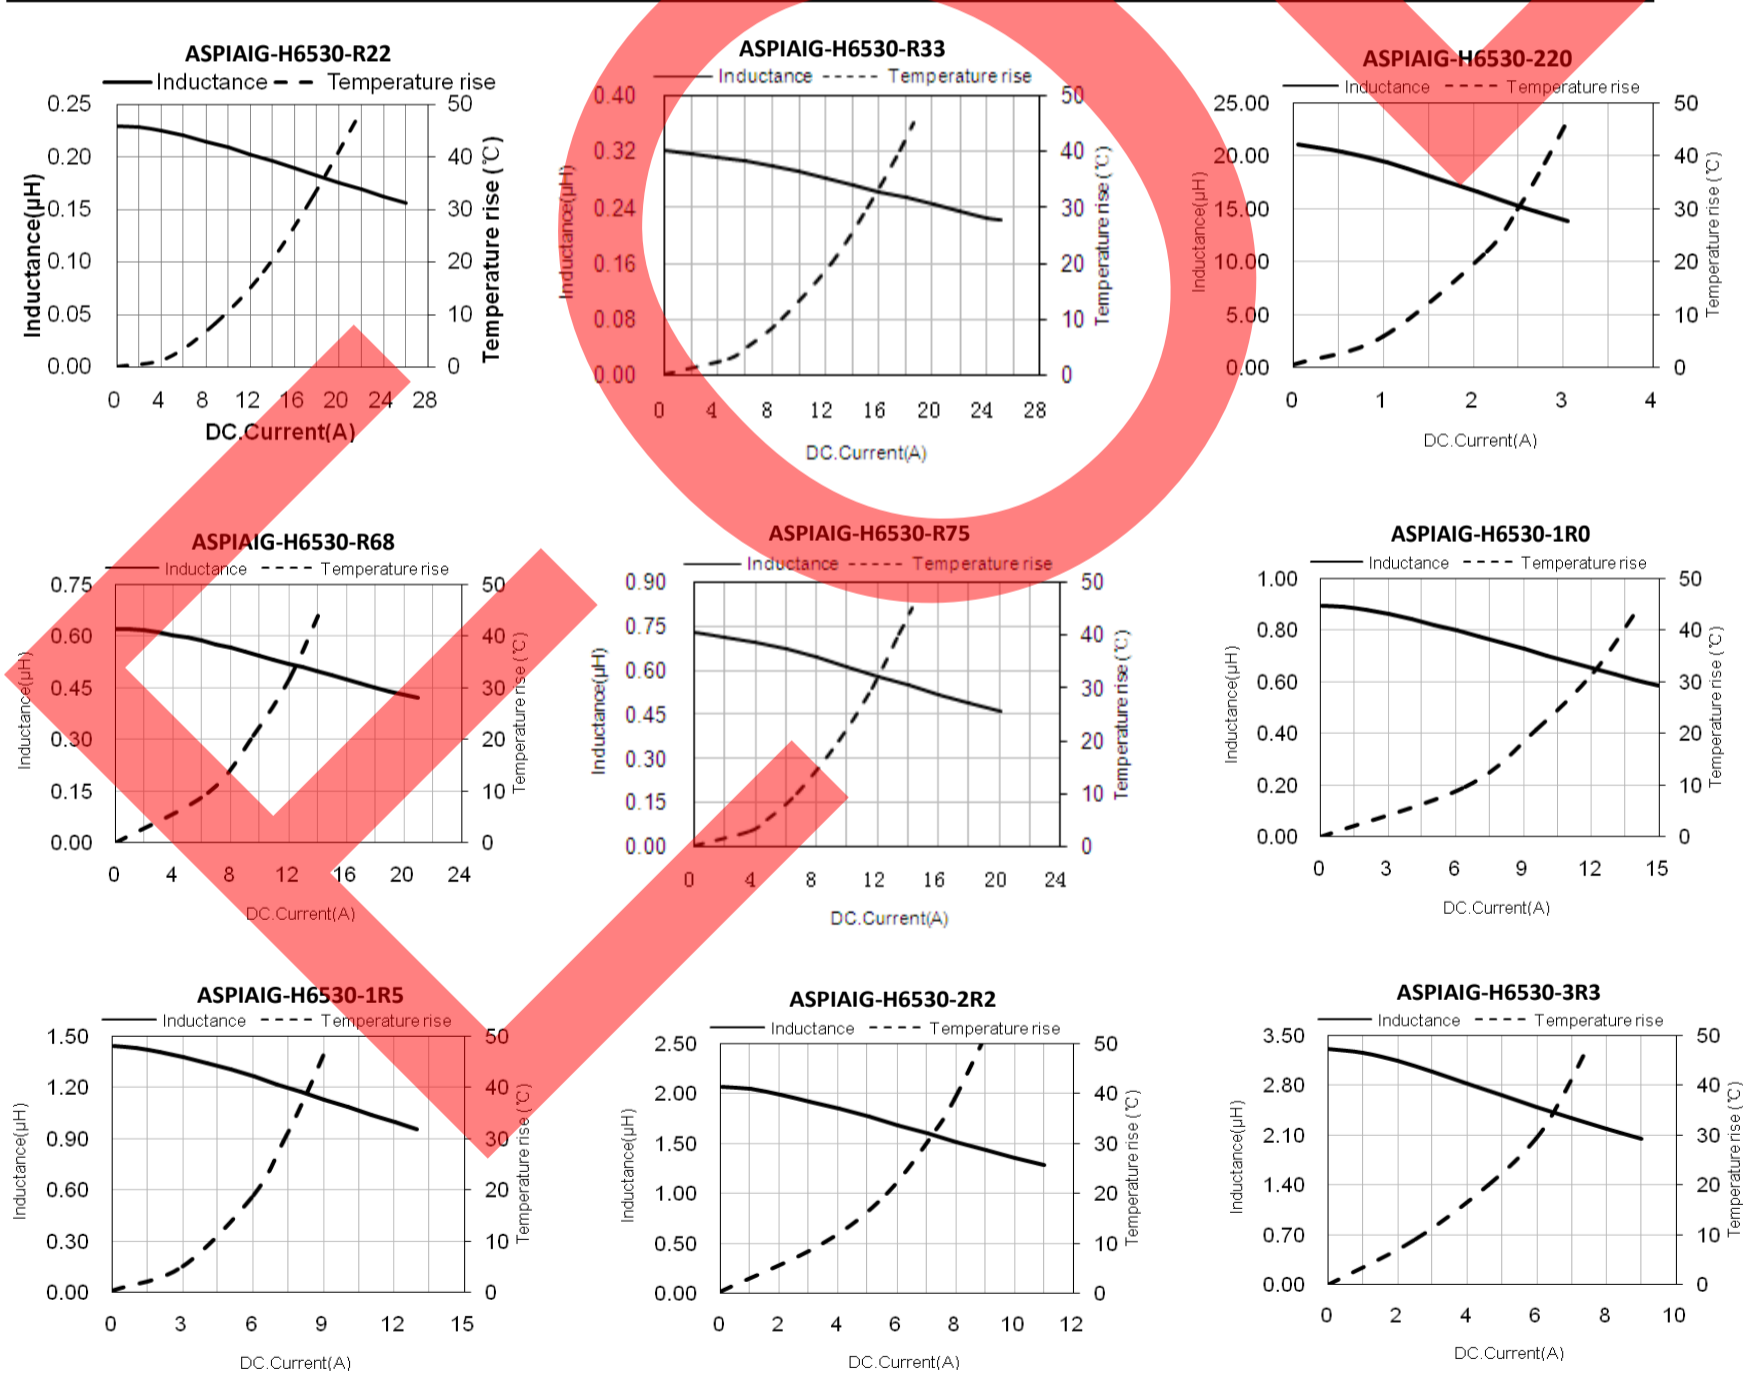 ASPIAIG-H6530-R22
Inductance Temperature rise
0.25 0.20 0.15 0.10 0.05 0.00
50 40 30 20 10 0
Inductance(µH)
Temperature rise (℃)
0 4 8 12 16 20 24 28
DC.Current(A)
ASPIAIG-H6530-R33
Inductance Temperature rise
0.40 0.32 0.24 0.16 0.08 0.00
50 40 30 20 10 0
Inductance(µH)
Temperature rise (℃)
0 4 8 12 16 20 24 28
DC.Current(A)
ASPIAIG-H6530-220
Inductance Temperature rise
25.00 20.00 15.00 10.00 5.00 0.00
50 40 30 20 10 0
Inductance(µH)
Temperature rise (℃)
0 1 2 3 4
DC.Current(A)
ASPIAIG-H6530-R68
Inductance Temperature rise
0.75 0.60 0.45 0.30 0.15 0.00
50 40 30 20 10 0
Inductance(µH)
Temperature rise (℃)
0 4 8 12 16 20 24
DC.Current(A)
ASPIAIG-H6530-R75
Inductance Temperature rise
0.90 0.75 0.60 0.45 0.30 0.15 0.00
50 40 30 20 10 0
Inductance(µH)
Temperature rise (℃)
0 4 8 12 16 20 24
DC.Current(A)
ASPIAIG-H6530-1R0
Inductance Temperature rise
1.00 0.80 0.60 0.40 0.20 0.00
50 40 30 20 10 0
Inductance(µH)
Temperature rise (℃)
0 3 6 9 12 15
DC.Current(A)
ASPIAIG-H6530-1R5
Inductance Temperature rise
1.50 1.20 0.90 0.60 0.30 0.00
50 40 30 20 10 0
Inductance(µH)
Temperature rise (℃)
0 3 6 9 12 15
DC.Current(A)
ASPIAIG-H6530-2R2
Inductance Temperature rise
2.50 2.00 1.50 1.00 0.50 0.00
50 40 30 20 10 0
Inductance(µH)
Temperature rise (℃)
0 2 4 6 8 10 12
DC.Current(A)
ASPIAIG-H6530-3R3
Inductance Temperature rise
3.50 2.80 2.10 1.40 0.70 0.00
50 40 30 20 10 0
Inductance(µH)
Temperature rise (℃)
0 2 4 6 8 10
DC.Current(A)